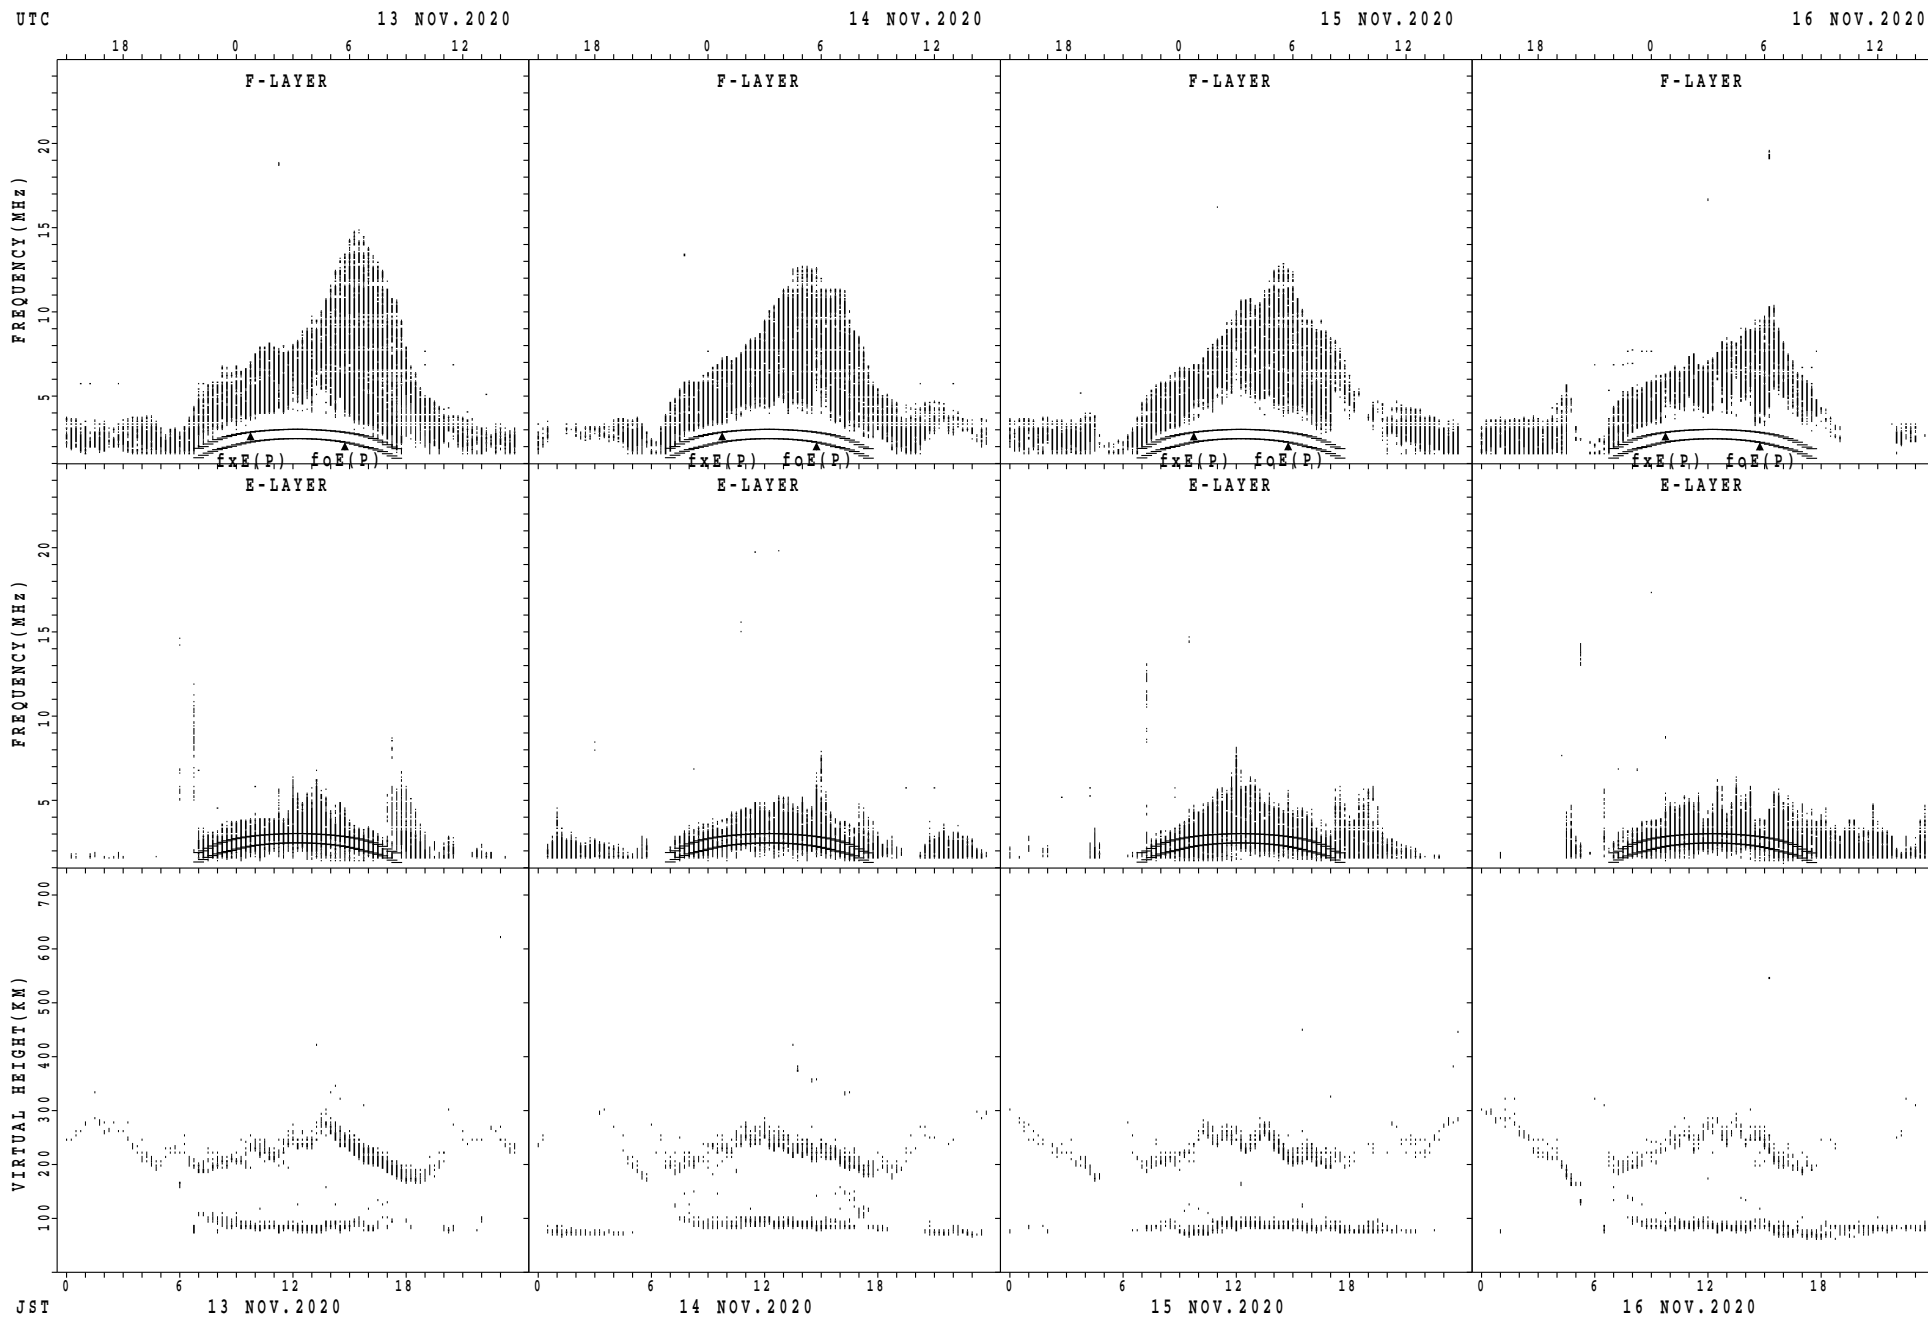 UTC 13 NOV.2020 14 NOV.2020 15 NOV.2020 16 NOV.2020
18 0 6 12 18 0 6 12 18 0 6 12 18 0 6 12
F-LAYER F-LAYER F-LAYER F-LAYER
FREQUENCY(MHz)
20
15
10
5
fxE(P) foE(P) fxE(P) foE(P) fxE(P) foE(P) fxE(P) foE(P)
E-LAYER E-LAYER E-LAYER E-LAYER
FREQUENCY(MHz)
20
15
10
5
VIRTUAL HEIGHT(KM)
700
600
500
400
300
200
100
0 6 12 18 0 6 12 18 0 6 12 18 0 6 12 18
JST 13 NOV.2020 14 NOV.2020 15 NOV.2020 16 NOV.2020